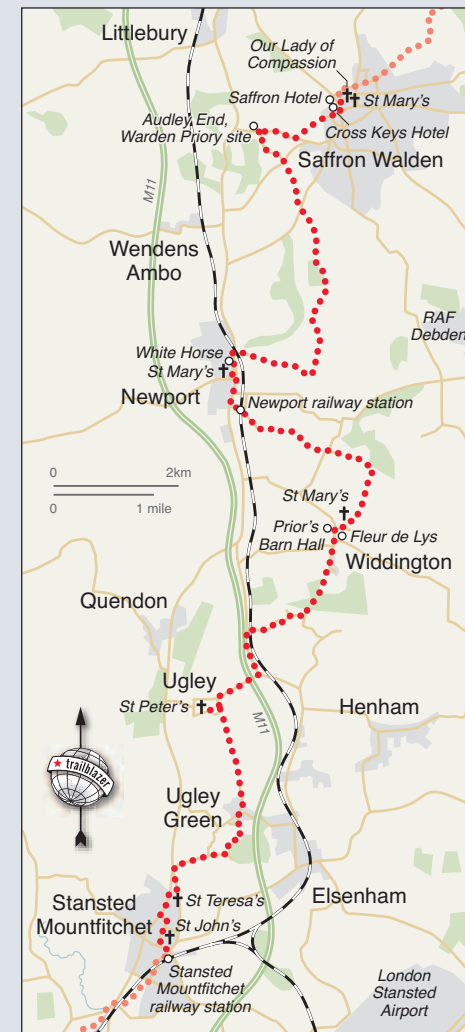 Littlebury
Our Lady of
Compassion
Saffron Hotel
St Mary's
Audley End,
Warden Priory site
Cross Keys Hotel
Saffron Walden
M11
Wendens
Ambo
RAF
Debden
White Horse
St Mary's
Newport
Newport railway station
0 2km
0 1 mile
St Mary's
Prior's
Barn Hall
Fleur de Lys
Widdington
Quendon
Ugley
St Peter's
Henham
M11
trailblazer
Ugley
Green
Stansted
Mountfitchet
St Teresa's
Elsenham
St John's
Stansted
Mountfitchet
railway station
London
Stansted
Airport